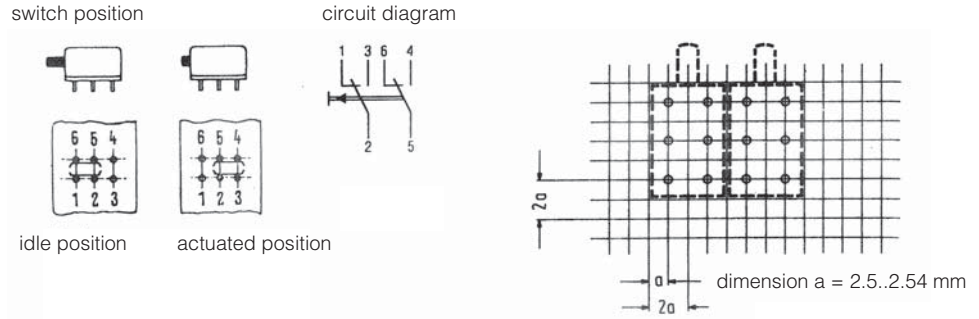 switch position
circuit diagram
1 3 6 4
2 5
6 5 4
1 2 3
6 5 4
1 2 3
idle position
actuated position
2a
a
2a
dimension a = 2.5..2.54 mm